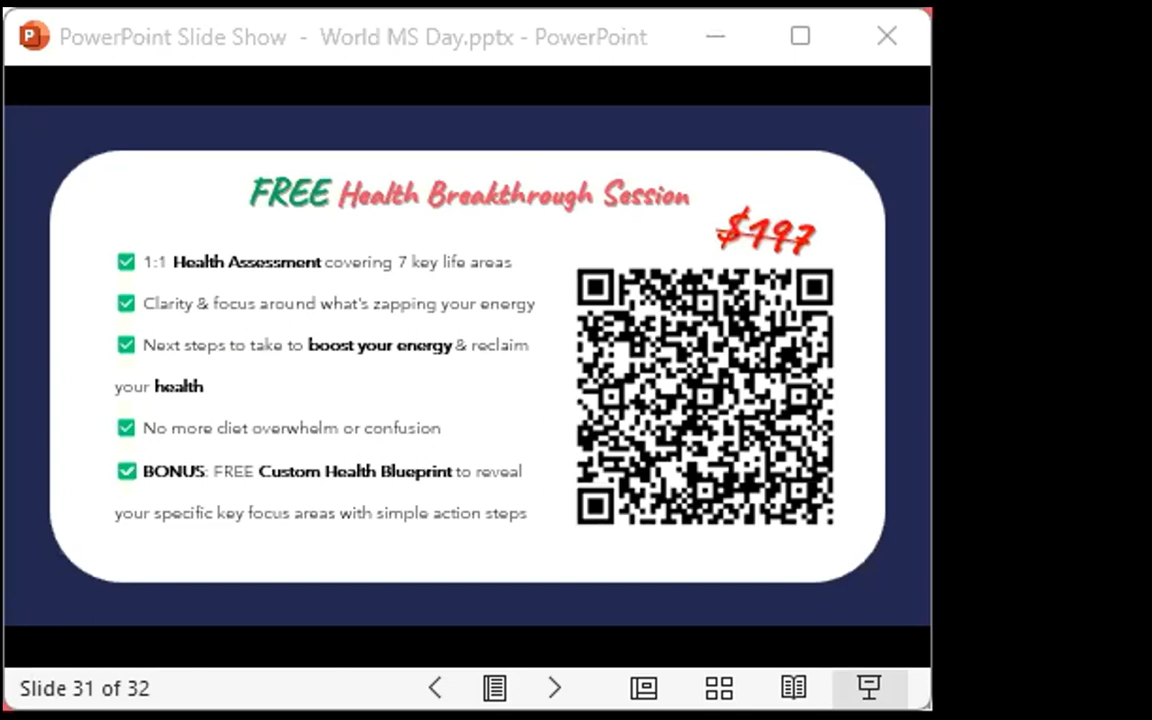 PowerPoint Slide Show - World MS Day.pptx - PowerPoint
FREE Health Breakthrough Session
$197
1:1 Health Assessment covering 7 key life areas
Clarity & focus around what's zapping your energy
Next steps to take to boost your energy & reclaim
your health
No more diet overwhelm or confusion
BONUS: FREE Custom Health Blueprint to reveal
your specific key focus areas with simple action steps
Slide 31 of 32